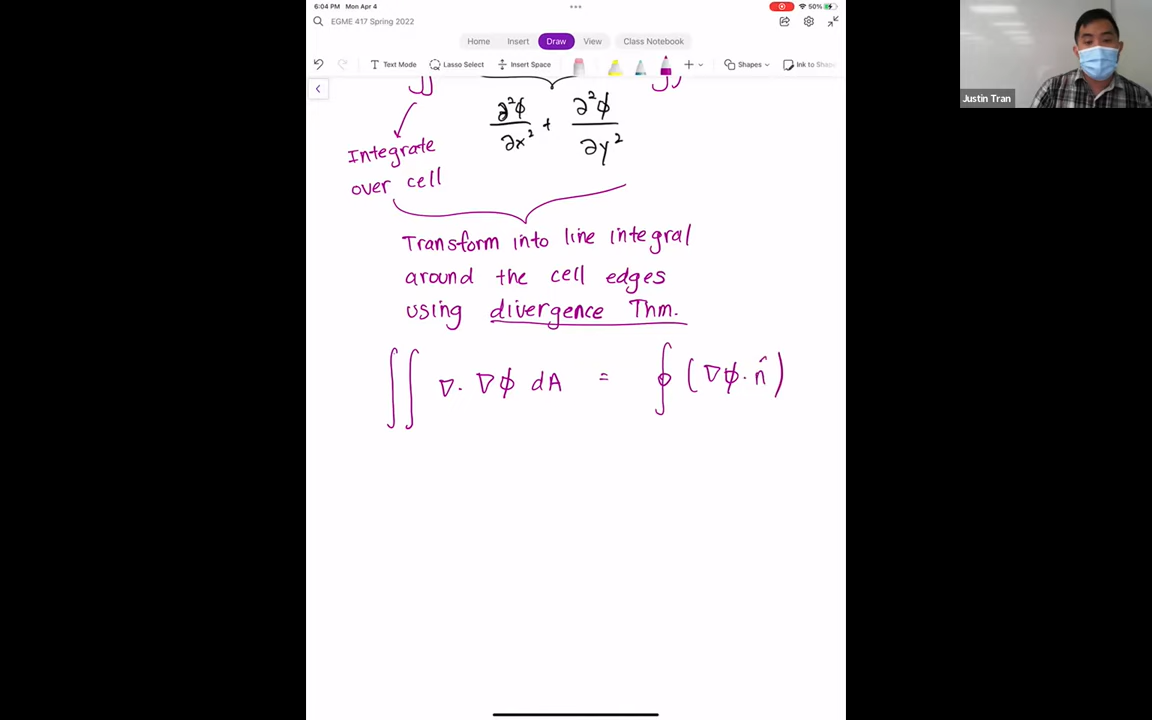 6:04 PM Mon Apr 4
50%
EGME 417 Spring 2022
Home Insert Draw View Class Notebook
Text Mode Lasso Select Insert Space Shapes Ink to Shape
Justin Tran
∂²φ/∂x² + ∂²φ/∂y²
Integrate
over cell
Transform into line integral
around the cell edges
using divergence Thm.
∬ ∇·∇φ dA = ∮ (∇φ·n̂)